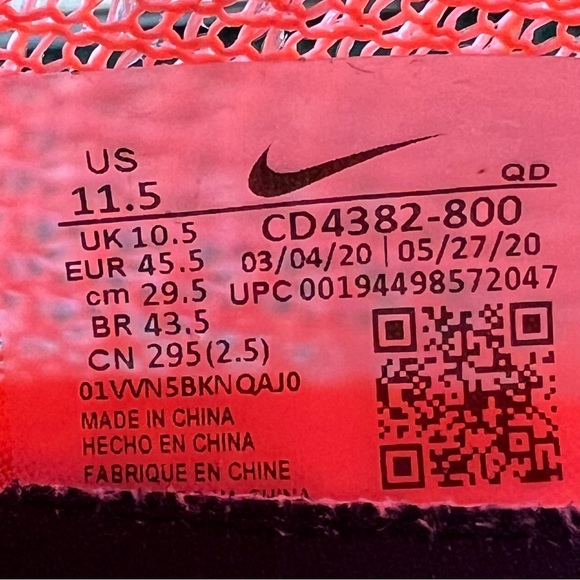 US
11.5
QD
UK 10.5
CD4382-800
EUR 45.5
03/04/20 | 05/27/20
cm 29.5
UPC 00194498572047
BR 43.5
CN 295(2.5)
01VVN5BKNQAJ0
MADE IN CHINA
HECHO EN CHINA
FABRIQUE EN CHINE